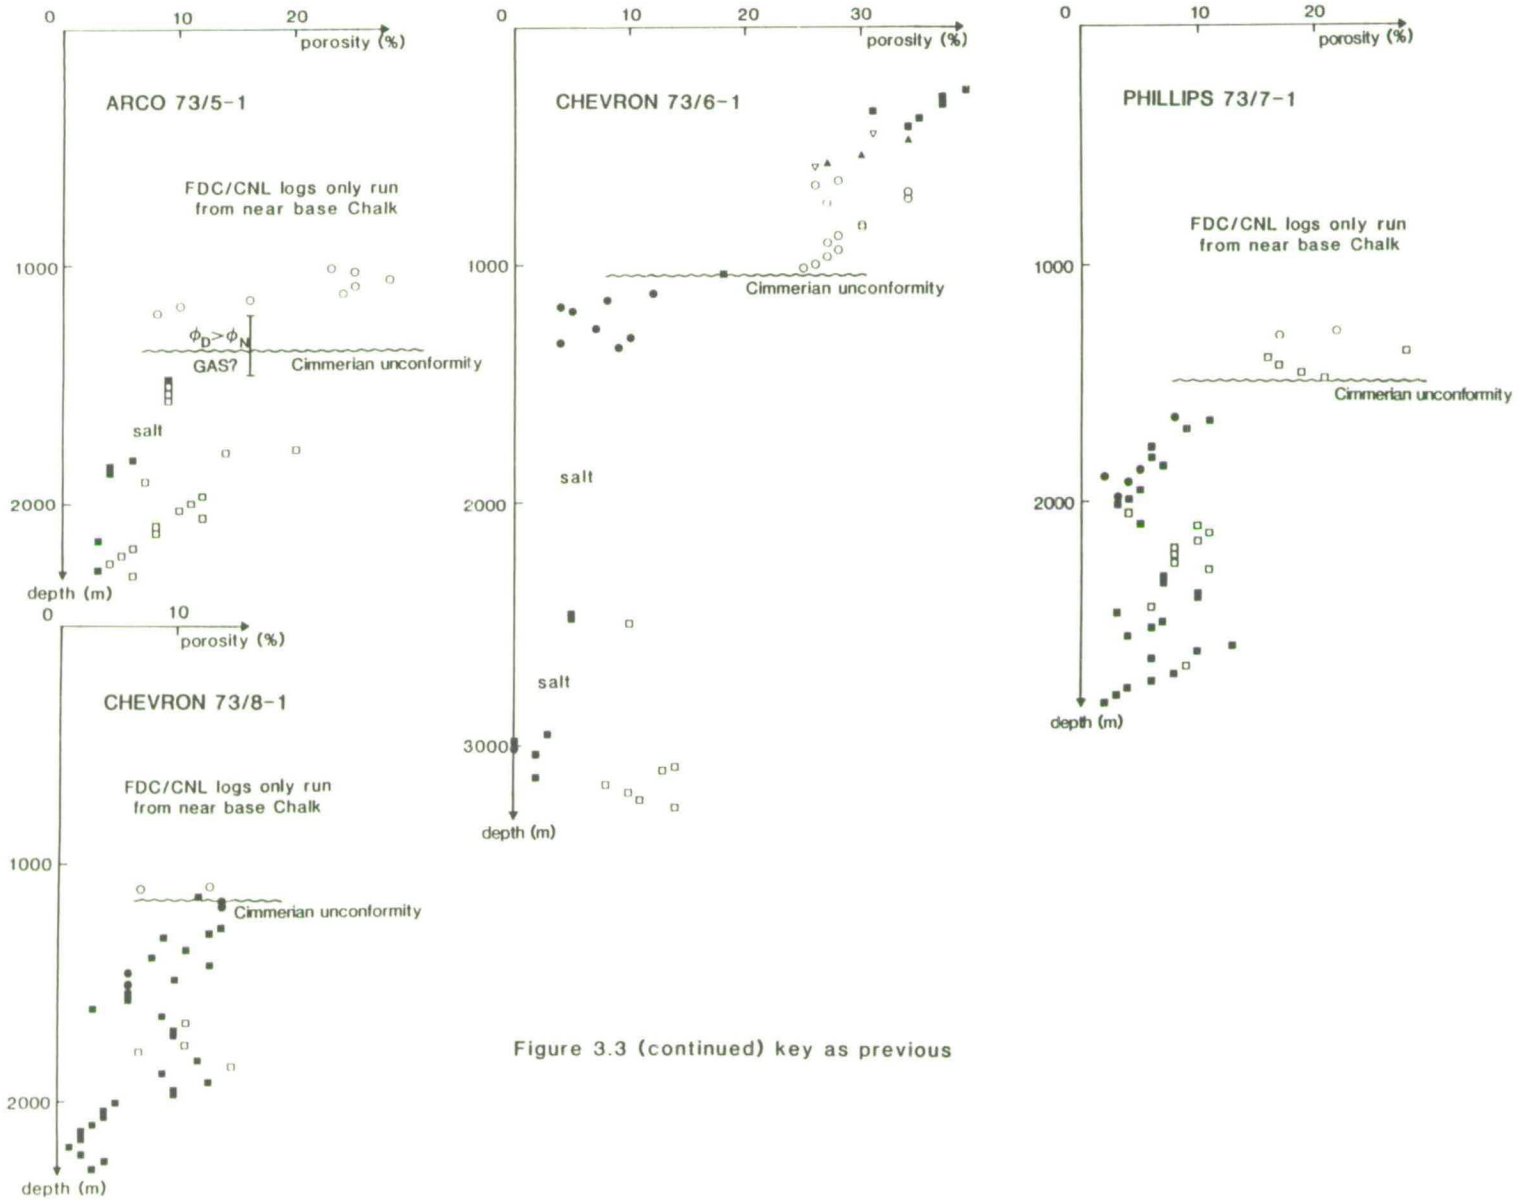 0 10 20
porosity (%)
ARCO 73/5-1
FDC/CNL logs only run
from near base Chalk
1000
ϕD>ϕN
GAS?
Cimmerian unconformity
salt
2000
depth (m)
0 10 20 30
porosity (%)
CHEVRON 73/6-1
1000
Cimmerian unconformity
salt
2000
salt
3000
depth (m)
0 10 20
porosity (%)
PHILLIPS 73/7-1
FDC/CNL logs only run
from near base Chalk
1000
Cimmerian unconformity
2000
depth (m)
0 10
porosity (%)
CHEVRON 73/8-1
FDC/CNL logs only run
from near base Chalk
1000
Cimmerian unconformity
2000
depth (m)
Figure 3.3 (continued) key as previous